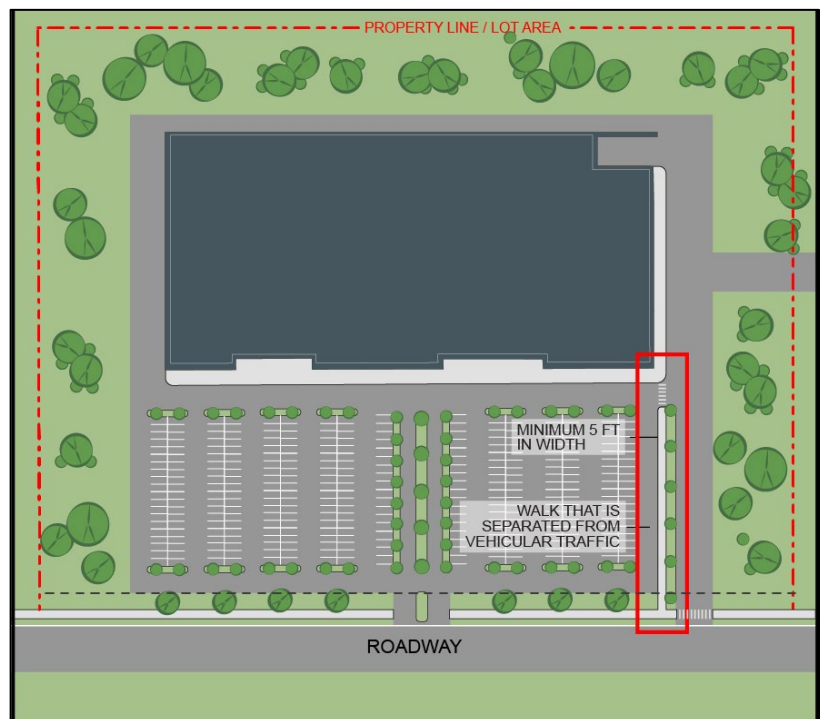 PROPERTY LINE / LOT AREA
MINIMUM 5 FT
IN WIDTH
WALK THAT IS
SEPARATED FROM
VEHICULAR TRAFFIC
ROADWAY